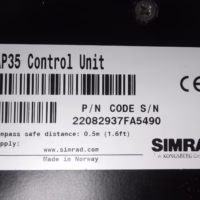 AP35 Control Unit
P/N CODE S/N
22082937FA5490
mpass safe distance: 0.5m (1.6ft)
upply:
www.simrad.com
Made in Norway
SIMRA
A KONGSBERG